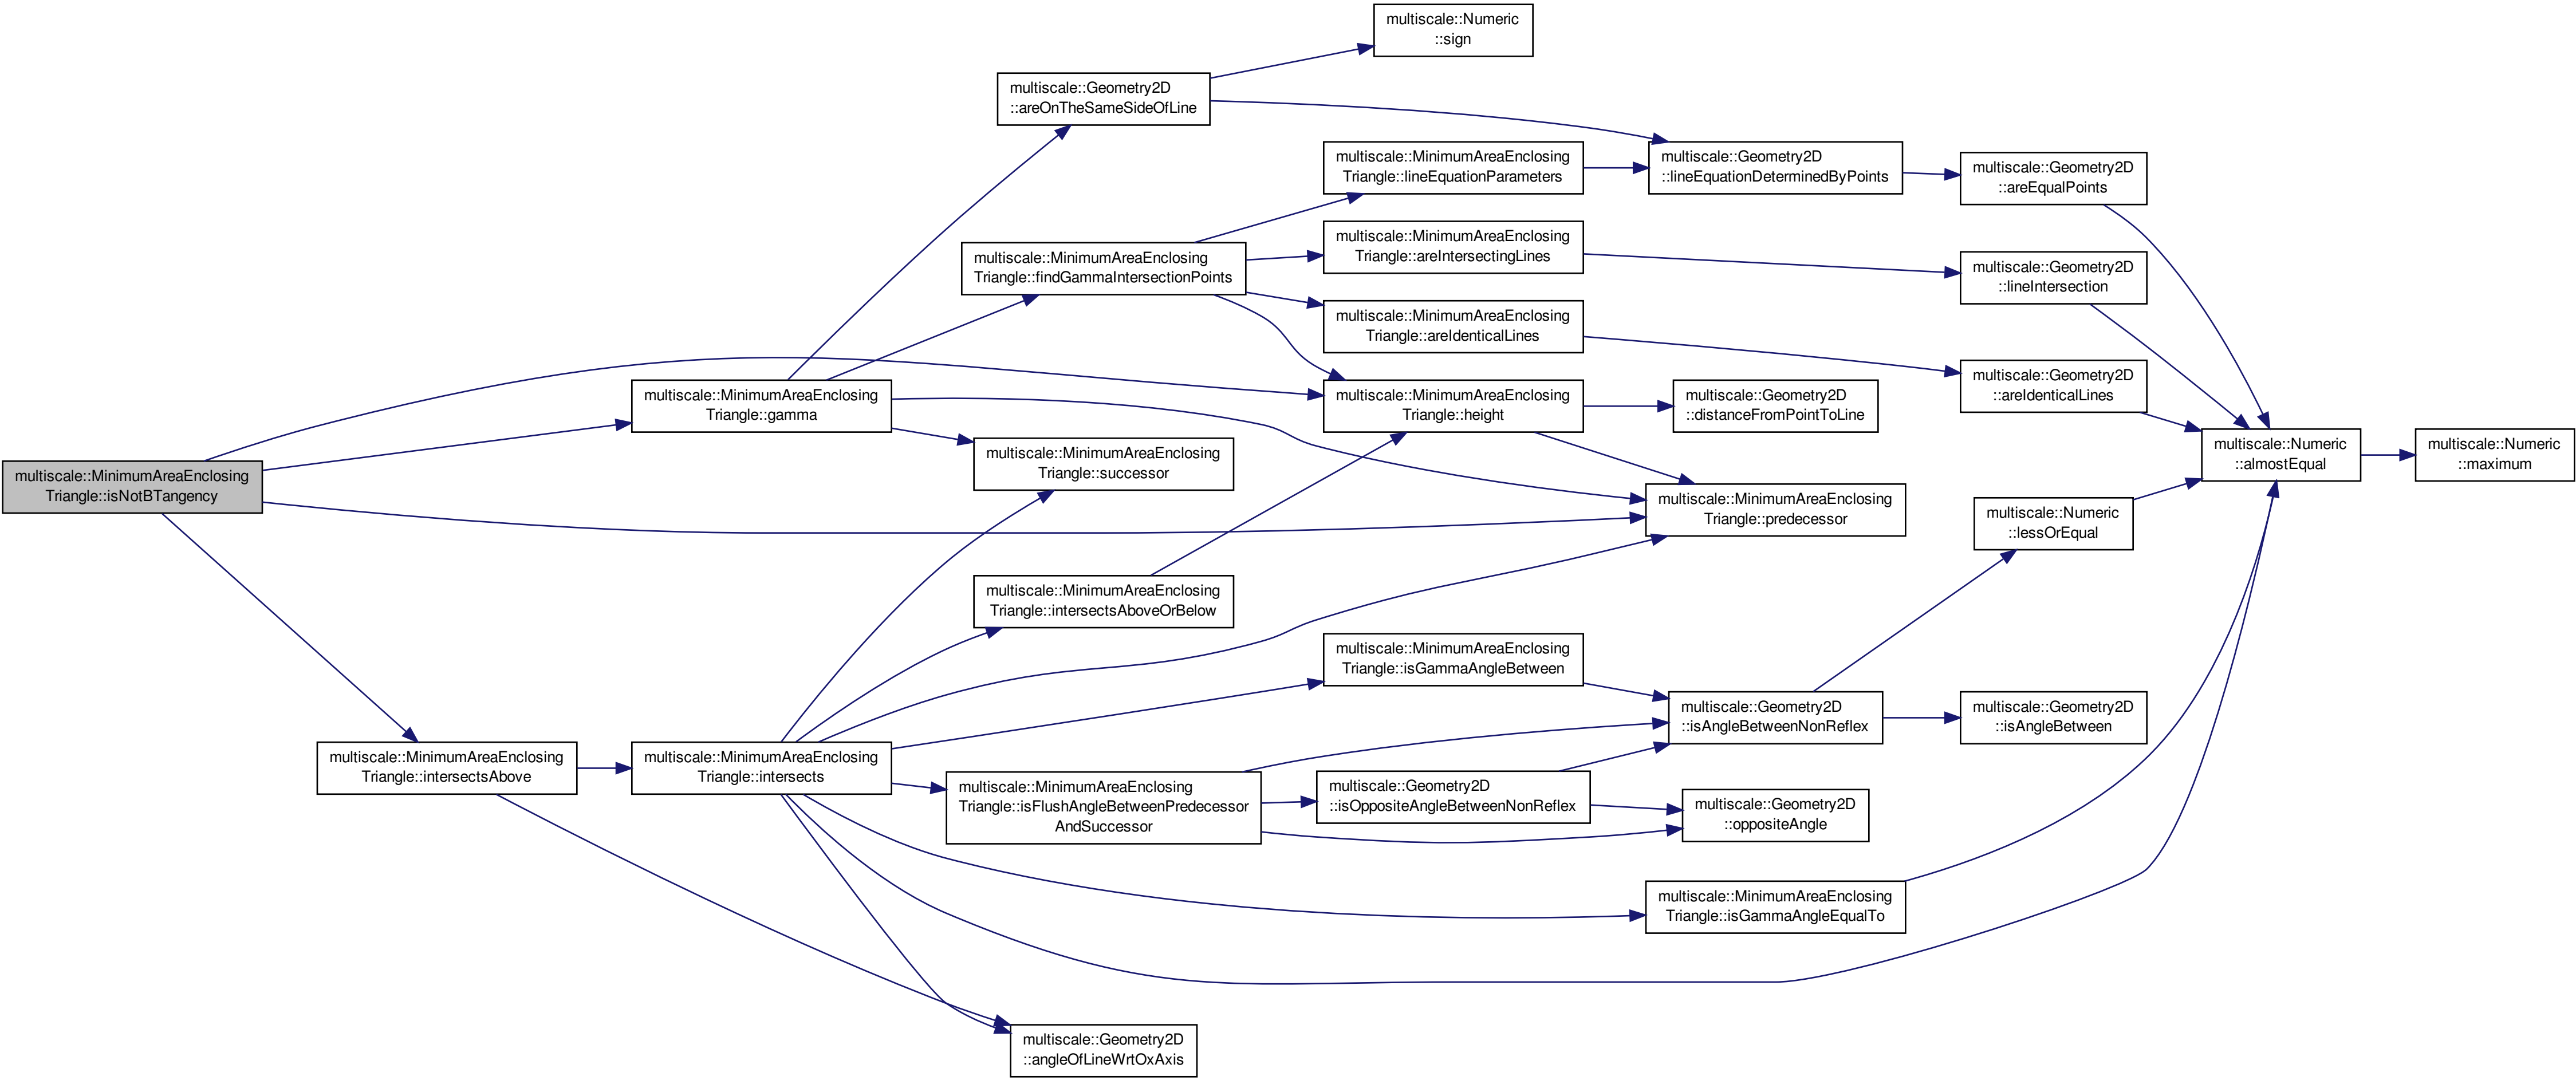 multiscale::Numeric
::sign
multiscale::Geometry2D
::areOnTheSameSideOfLine
multiscale::MinimumAreaEnclosing
Triangle::lineEquationParameters
multiscale::Geometry2D
::lineEquationDeterminedByPoints
multiscale::Geometry2D
::areEqualPoints
multiscale::MinimumAreaEnclosing
Triangle::findGammaIntersectionPoints
multiscale::MinimumAreaEnclosing
Triangle::areIntersectingLines
multiscale::Geometry2D
::lineIntersection
multiscale::MinimumAreaEnclosing
Triangle::areIdenticalLines
multiscale::Geometry2D
::areIdenticalLines
multiscale::MinimumAreaEnclosing
Triangle::gamma
multiscale::MinimumAreaEnclosing
Triangle::height
multiscale::Geometry2D
::distanceFromPointToLine
multiscale::MinimumAreaEnclosing
Triangle::successor
multiscale::Numeric
::almostEqual
multiscale::Numeric
::maximum
multiscale::MinimumAreaEnclosing
Triangle::isNotBTangency
multiscale::MinimumAreaEnclosing
Triangle::predecessor
multiscale::Numeric
::lessOrEqual
multiscale::MinimumAreaEnclosing
Triangle::intersectsAboveOrBelow
multiscale::MinimumAreaEnclosing
Triangle::isGammaAngleBetween
multiscale::Geometry2D
::isAngleBetweenNonReflex
multiscale::Geometry2D
::isAngleBetween
multiscale::MinimumAreaEnclosing
Triangle::intersectsAbove
multiscale::MinimumAreaEnclosing
Triangle::intersects
multiscale::MinimumAreaEnclosing
Triangle::isFlushAngleBetweenPredecessor
AndSuccessor
multiscale::Geometry2D
::isOppositeAngleBetweenNonReflex
multiscale::Geometry2D
::oppositeAngle
multiscale::MinimumAreaEnclosing
Triangle::isGammaAngleEqualTo
multiscale::Geometry2D
::angleOfLineWrtOxAxis